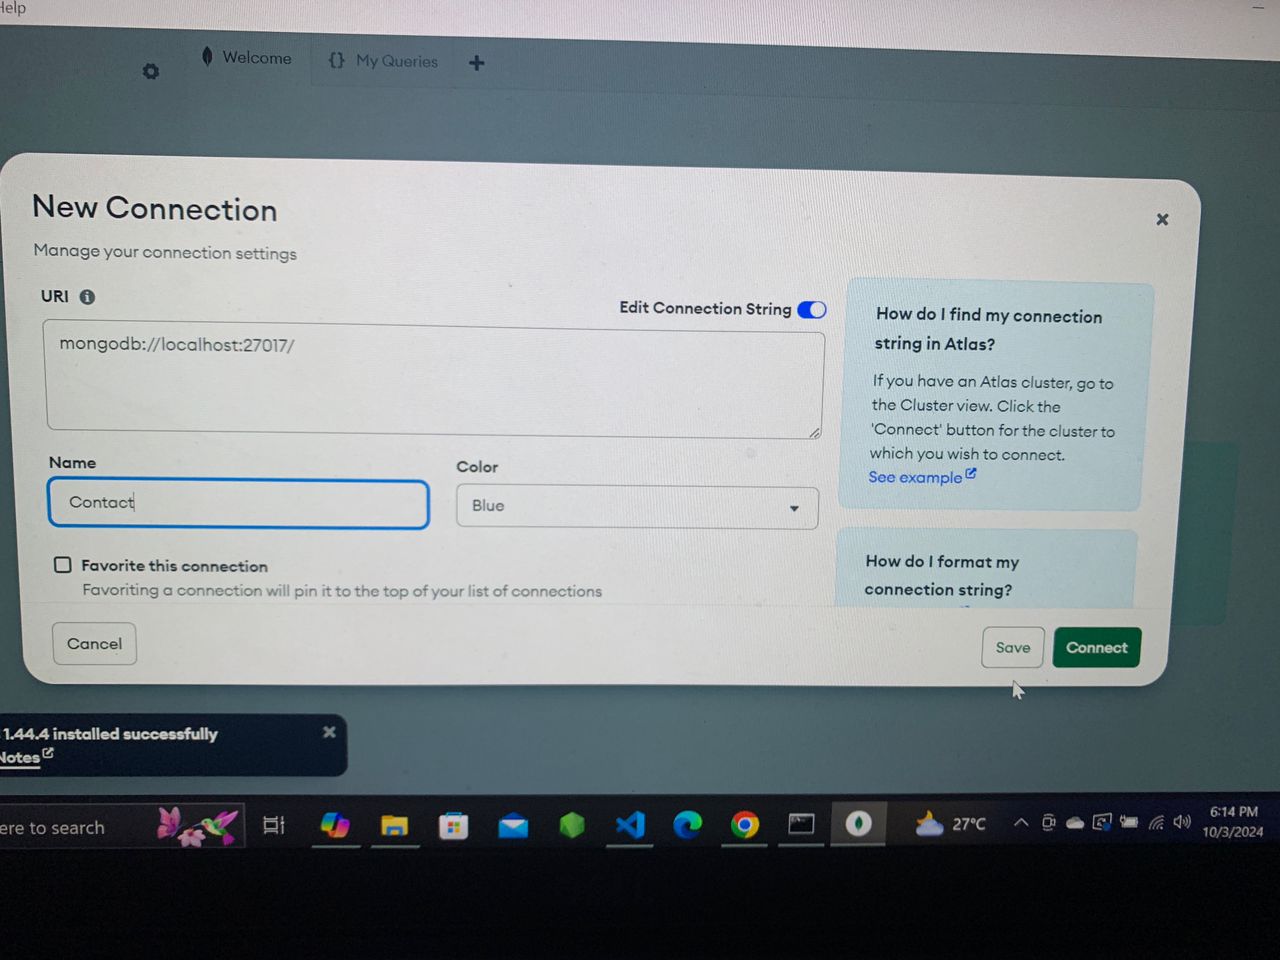 Help
Welcome
{} My Queries
New Connection
Manage your connection settings
URI
Edit Connection String
mongodb://localhost:27017/
Name
Color
Contact
Blue
Favorite this connection
Favoriting a connection will pin it to the top of your list of connections
Cancel
Save
Connect
How do I find my connection
string in Atlas?
If you have an Atlas cluster, go to
the Cluster view. Click the
'Connect' button for the cluster to
which you wish to connect.
See example
How do I format my
connection string?
1.44.4 installed successfully
Notes
ere to search
27°C
6:14 PM
10/3/2024